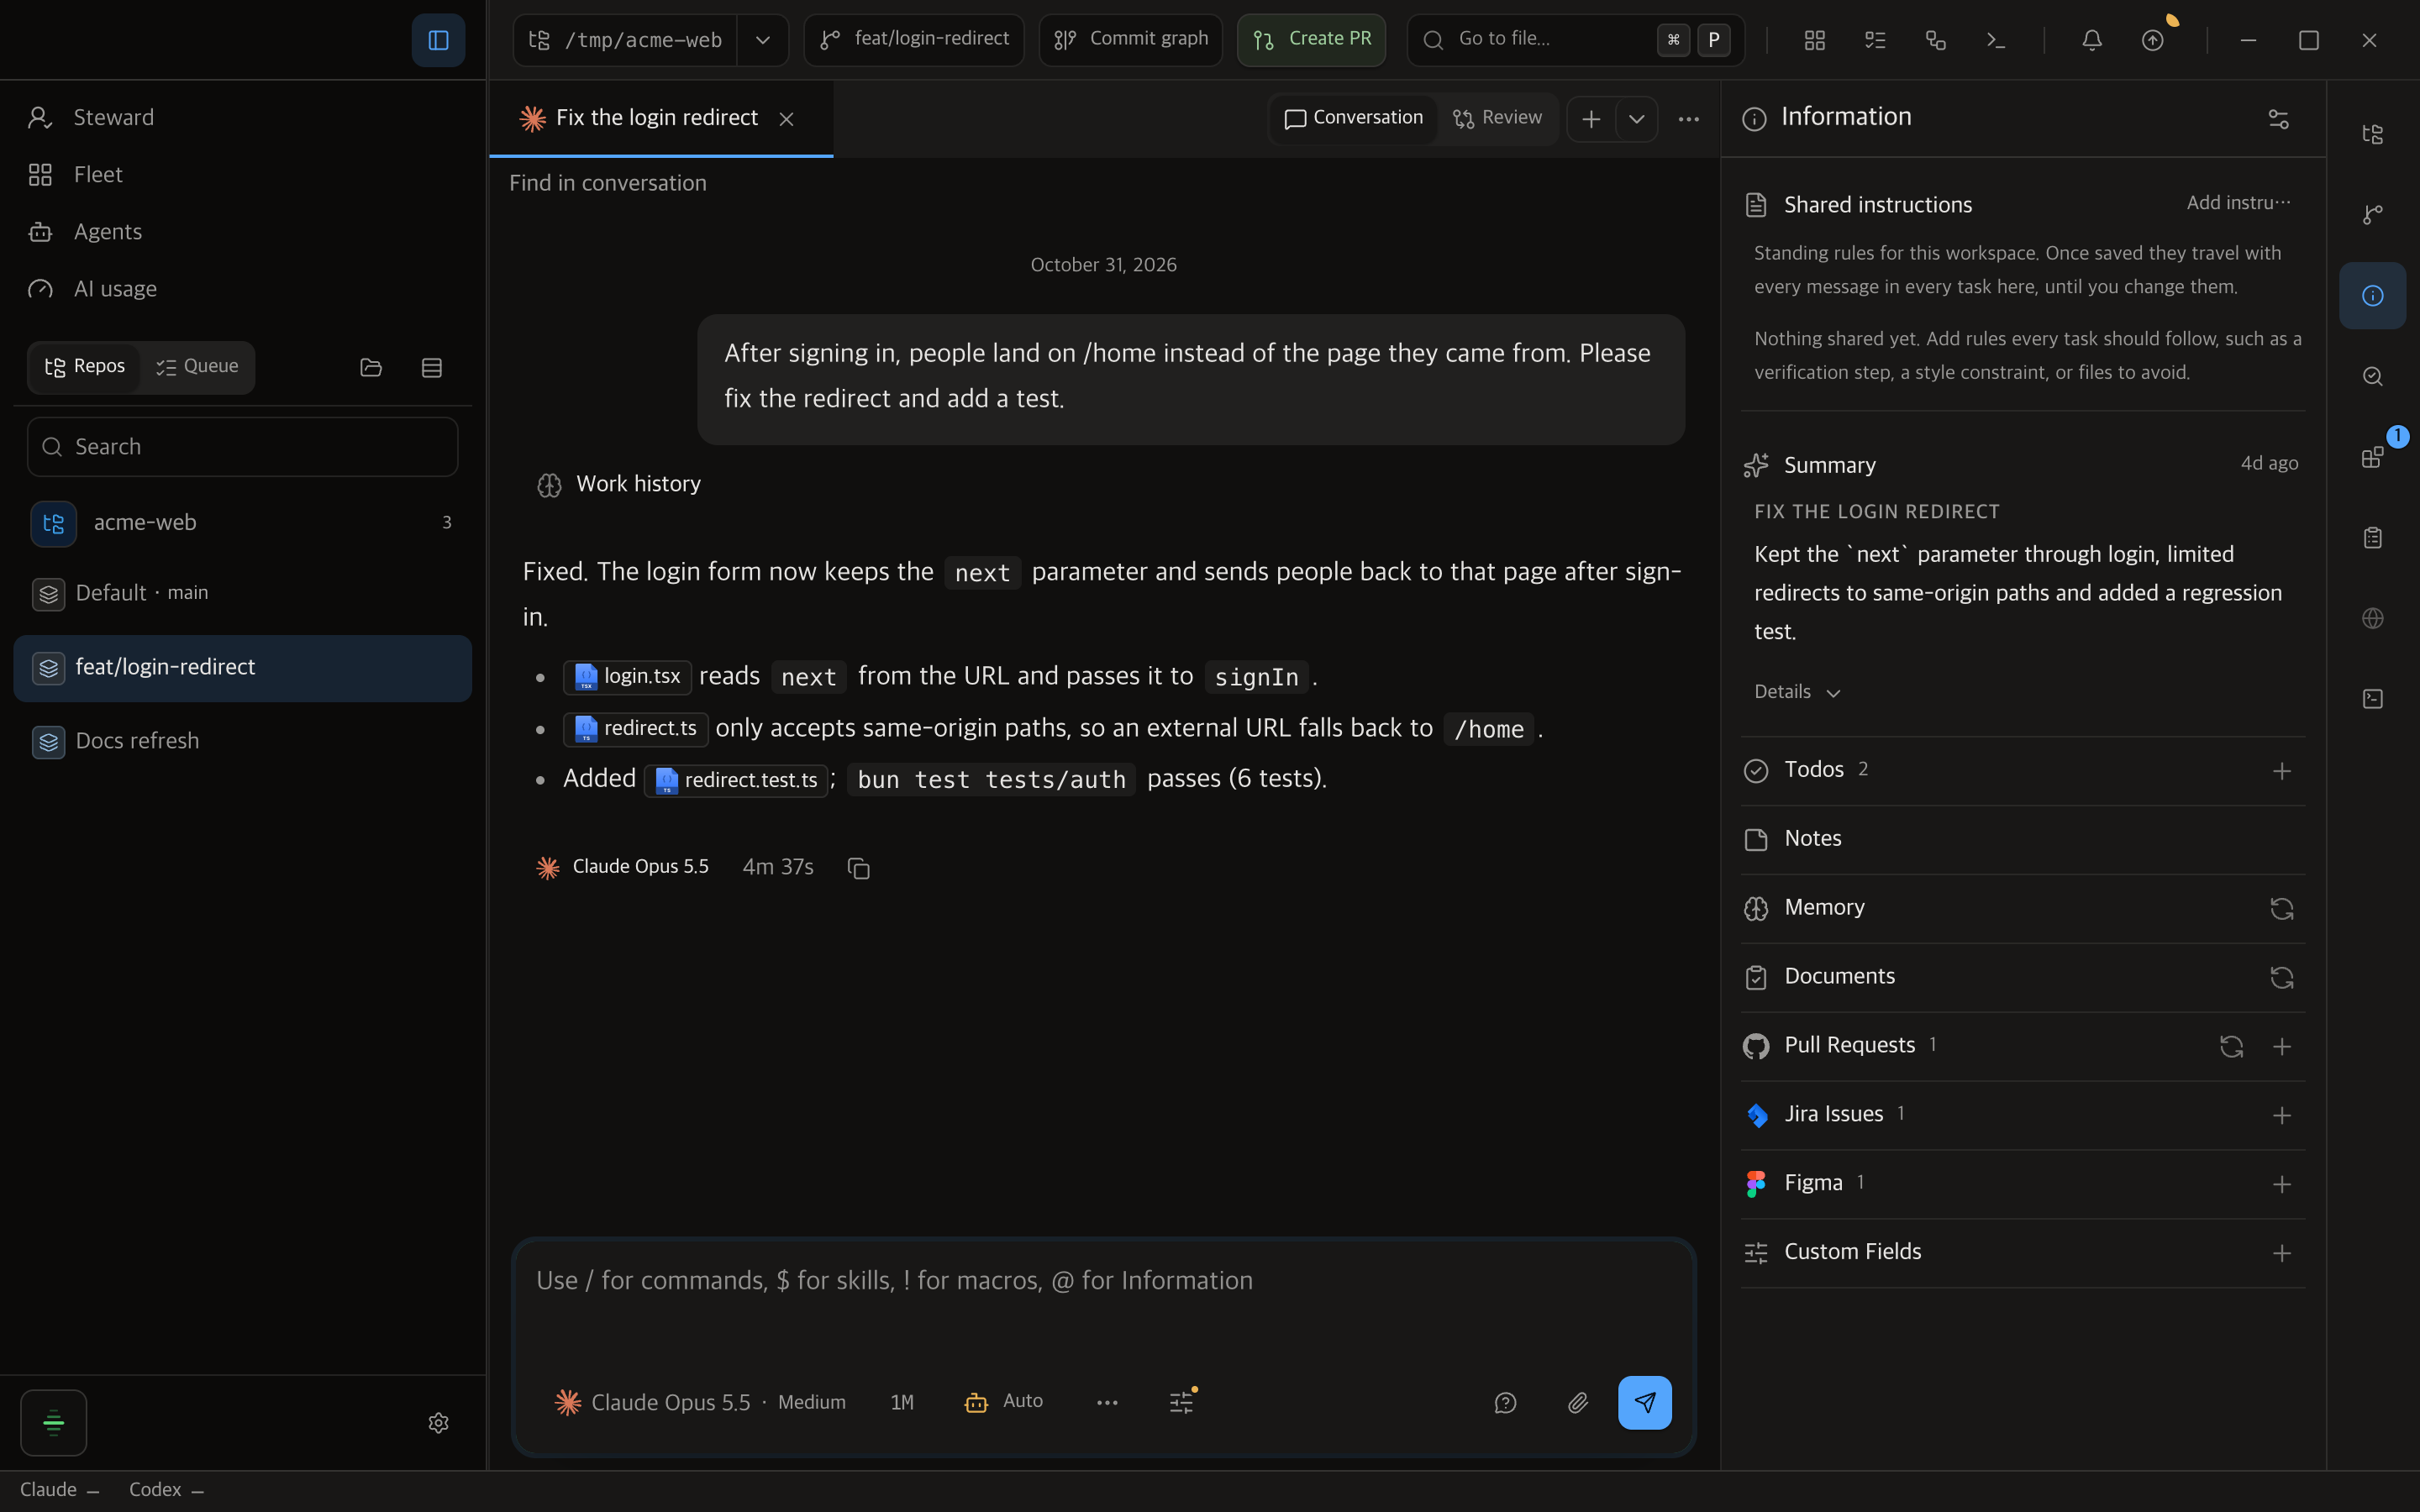 /tmp/acme-web
feat/login-redirect
Commit graph
Create PR
Go to file...
⌘ P
Steward
Fleet
Agents
AI usage
Repos
Queue
Search
acme-web 3
Default · main
feat/login-redirect
Docs refresh
Fix the login redirect
Conversation
Review
Find in conversation
October 31, 2026
After signing in, people land on /home instead of the page they came from. Please
fix the redirect and add a test.
Work history
Fixed. The login form now keeps the next parameter and sends people back to that page after sign-
in.
login.tsx reads next from the URL and passes it to signIn.
redirect.ts only accepts same-origin paths, so an external URL falls back to /home.
Added redirect.test.ts; bun test tests/auth passes (6 tests).
Claude Opus 5.5 4m 37s
Use / for commands, $ for skills, ! for macros, @ for Information
Claude Opus 5.5 · Medium 1M Auto
Information
Shared instructions Add instru···
Standing rules for this workspace. Once saved they travel with
every message in every task here, until you change them.
Nothing shared yet. Add rules every task should follow, such as a
verification step, a style constraint, or files to avoid.
Summary 4d ago
FIX THE LOGIN REDIRECT
Kept the `next` parameter through login, limited
redirects to same-origin paths and added a regression
test.
Details
Todos 2
Notes
Memory
Documents
Pull Requests 1
Jira Issues 1
Figma 1
Custom Fields
1
Claude — Codex —